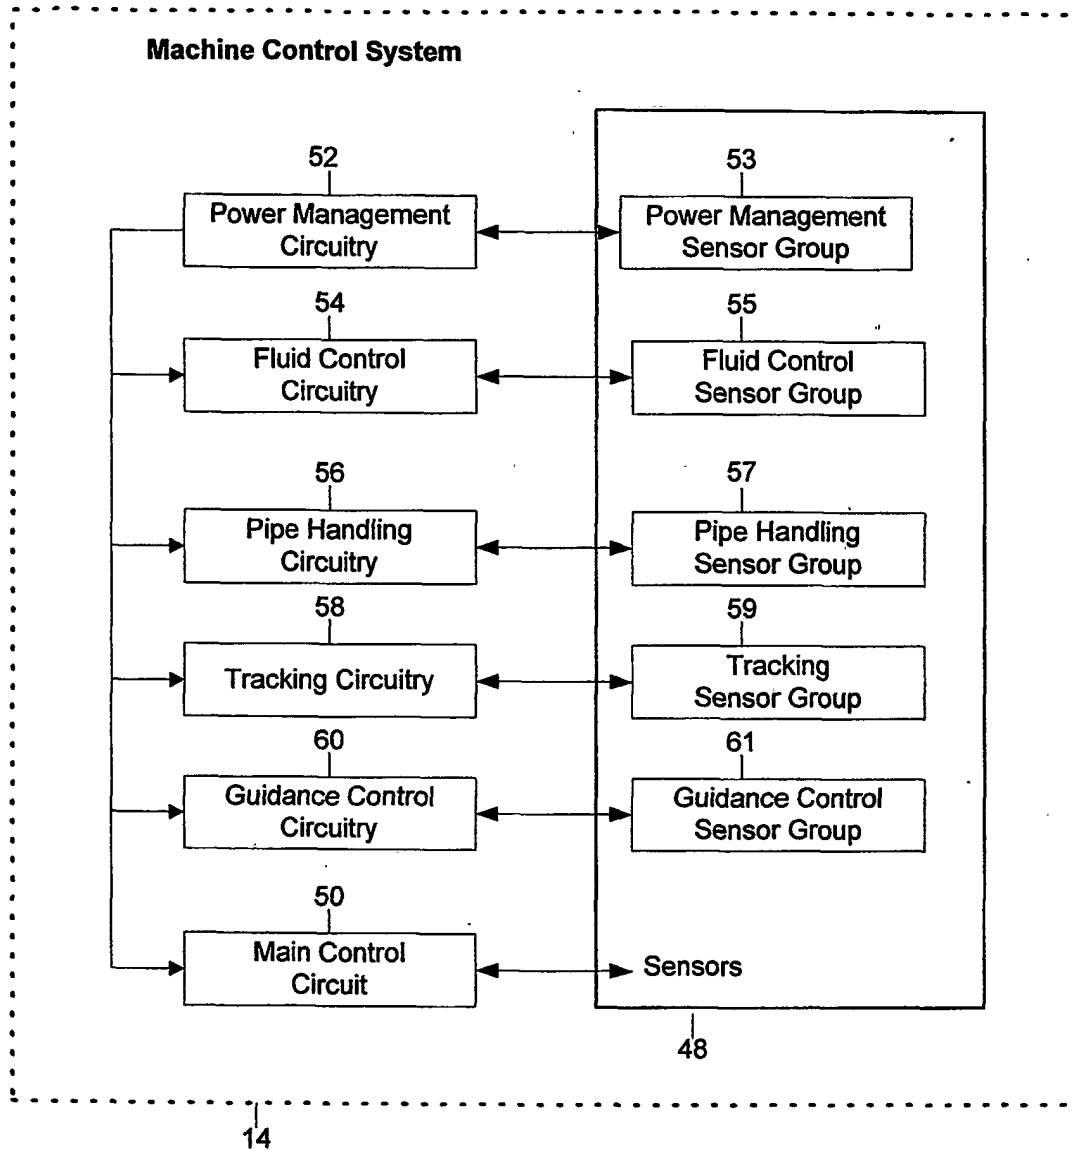 Machine Control System
52
53
Power Management
Circuitry
Power Management
Sensor Group
54
55
Fluid Control
Circuitry
Fluid Control
Sensor Group
56
57
Pipe Handling
Circuitry
Pipe Handling
Sensor Group
58
59
Tracking Circuitry
Tracking
Sensor Group
60
61
Guidance Control
Circuitry
Guidance Control
Sensor Group
50
Main Control
Circuit
Sensors
48
14